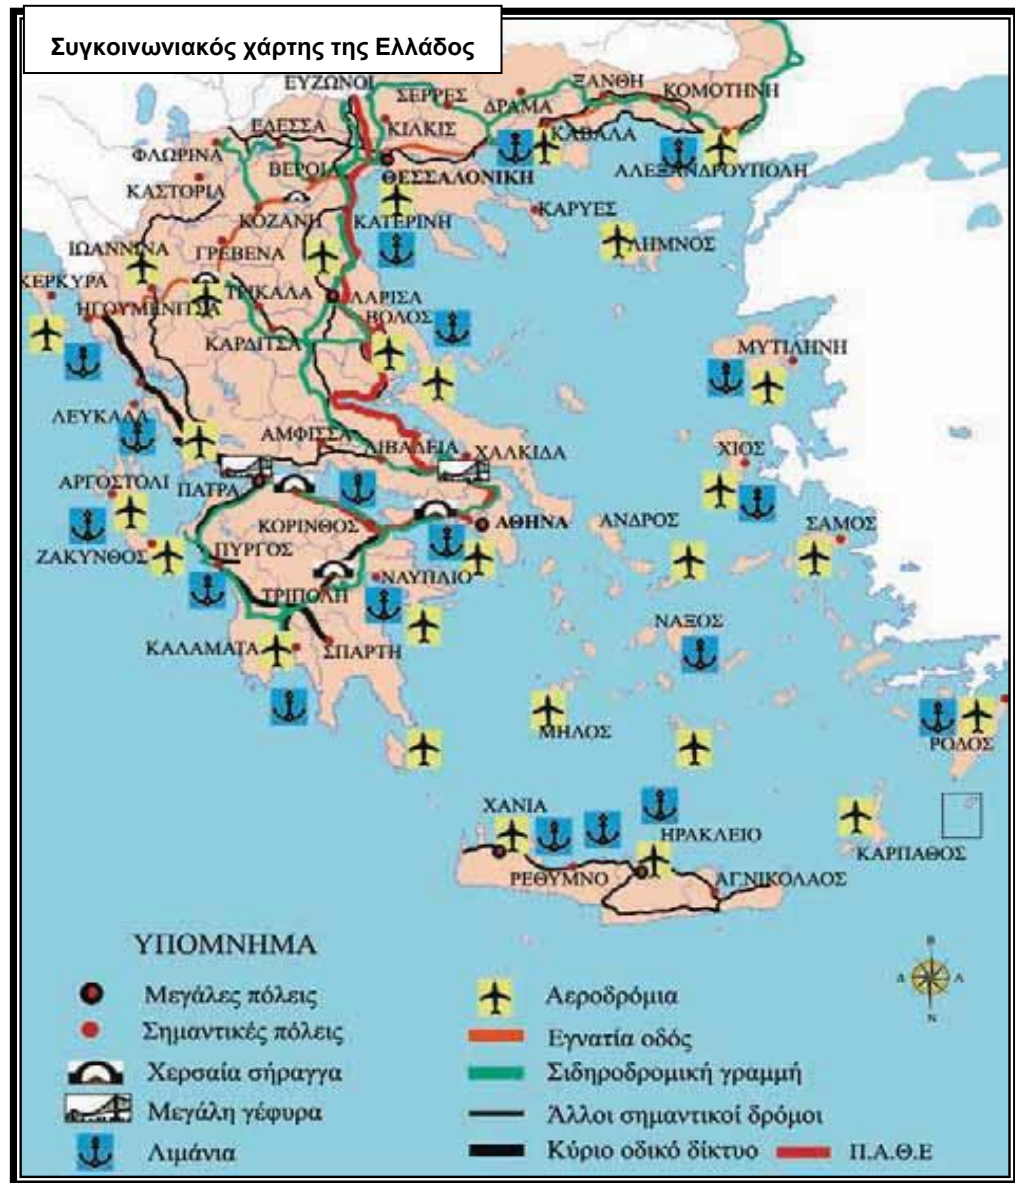 Συγκοινωνιακός χάρτης της Ελλάδος
ΕΥΖΩΝΟΙ
ΣΕΡΡΕΣ
ΔΡΑΜΑ
ΞΑΝΘΗ
ΚΟΜΟΤΗΝΗ
ΕΔΕΣΣΑ
ΚΙΛΚΙΣ
ΚΑΒΑΛΑ
ΦΛΩΡΙΝΑ
ΒΕΡΟΙΑ
ΘΕΣΣΑΛΟΝΙΚΗ
ΑΛΕΞΑΝΔΡΟΥΠΟΛΗ
ΚΑΣΤΟΡΙΑ
ΚΟΖΑΝΗ
ΚΑΤΕΡΙΝΗ
ΚΑΡΥΕΣ
ΙΩΑΝΝΙΝΑ
ΓΡΕΒΕΝΑ
ΛΗΜΝΟΣ
ΚΕΡΚΥΡΑ
ΗΓΟΥΜΕΝΙΤΣΑ
ΤΡΙΚΑΛΑ
ΛΑΡΙΣΑ
ΒΟΛΟΣ
ΚΑΡΔΙΤΣΑ
ΜΥΤΙΛΗΝΗ
ΛΕΥΚΑΔΑ
ΑΜΦΙΣΣΑ
ΛΙΒΑΔΕΙΑ
ΧΑΛΚΙΔΑ
ΧΙΟΣ
ΑΡΓΟΣΤΟΛΙ
ΠΑΤΡΑ
ΚΟΡΙΝΘΟΣ
ΑΘΗΝΑ
ΑΝΔΡΟΣ
ΣΑΜΟΣ
ΖΑΚΥΝΘΟΣ
ΠΥΡΓΟΣ
ΝΑΥΠΛΙΟ
ΤΡΙΠΟΛΗ
ΝΑΞΟΣ
ΚΑΛΑΜΑΤΑ
ΣΠΑΡΤΗ
ΜΗΛΟΣ
ΡΟΔΟΣ
ΧΑΝΙΑ
ΗΡΑΚΛΕΙΟ
ΚΑΡΠΑΘΟΣ
ΡΕΘΥΜΝΟ
ΑΓ.ΝΙΚΟΛΑΟΣ
ΥΠΟΜΝΗΜΑ
Μεγάλες πόλεις
Σημαντικές πόλεις
Χερσαία σήραγγα
Μεγάλη γέφυρα
Λιμάνια
Αεροδρόμια
Εγνατία οδός
Σιδηροδρομική γραμμή
Άλλοι σημαντικοί δρόμοι
Κύριο οδικό δίκτυο
Π.Α.Θ.Ε
Β
Δ
Α
Ν